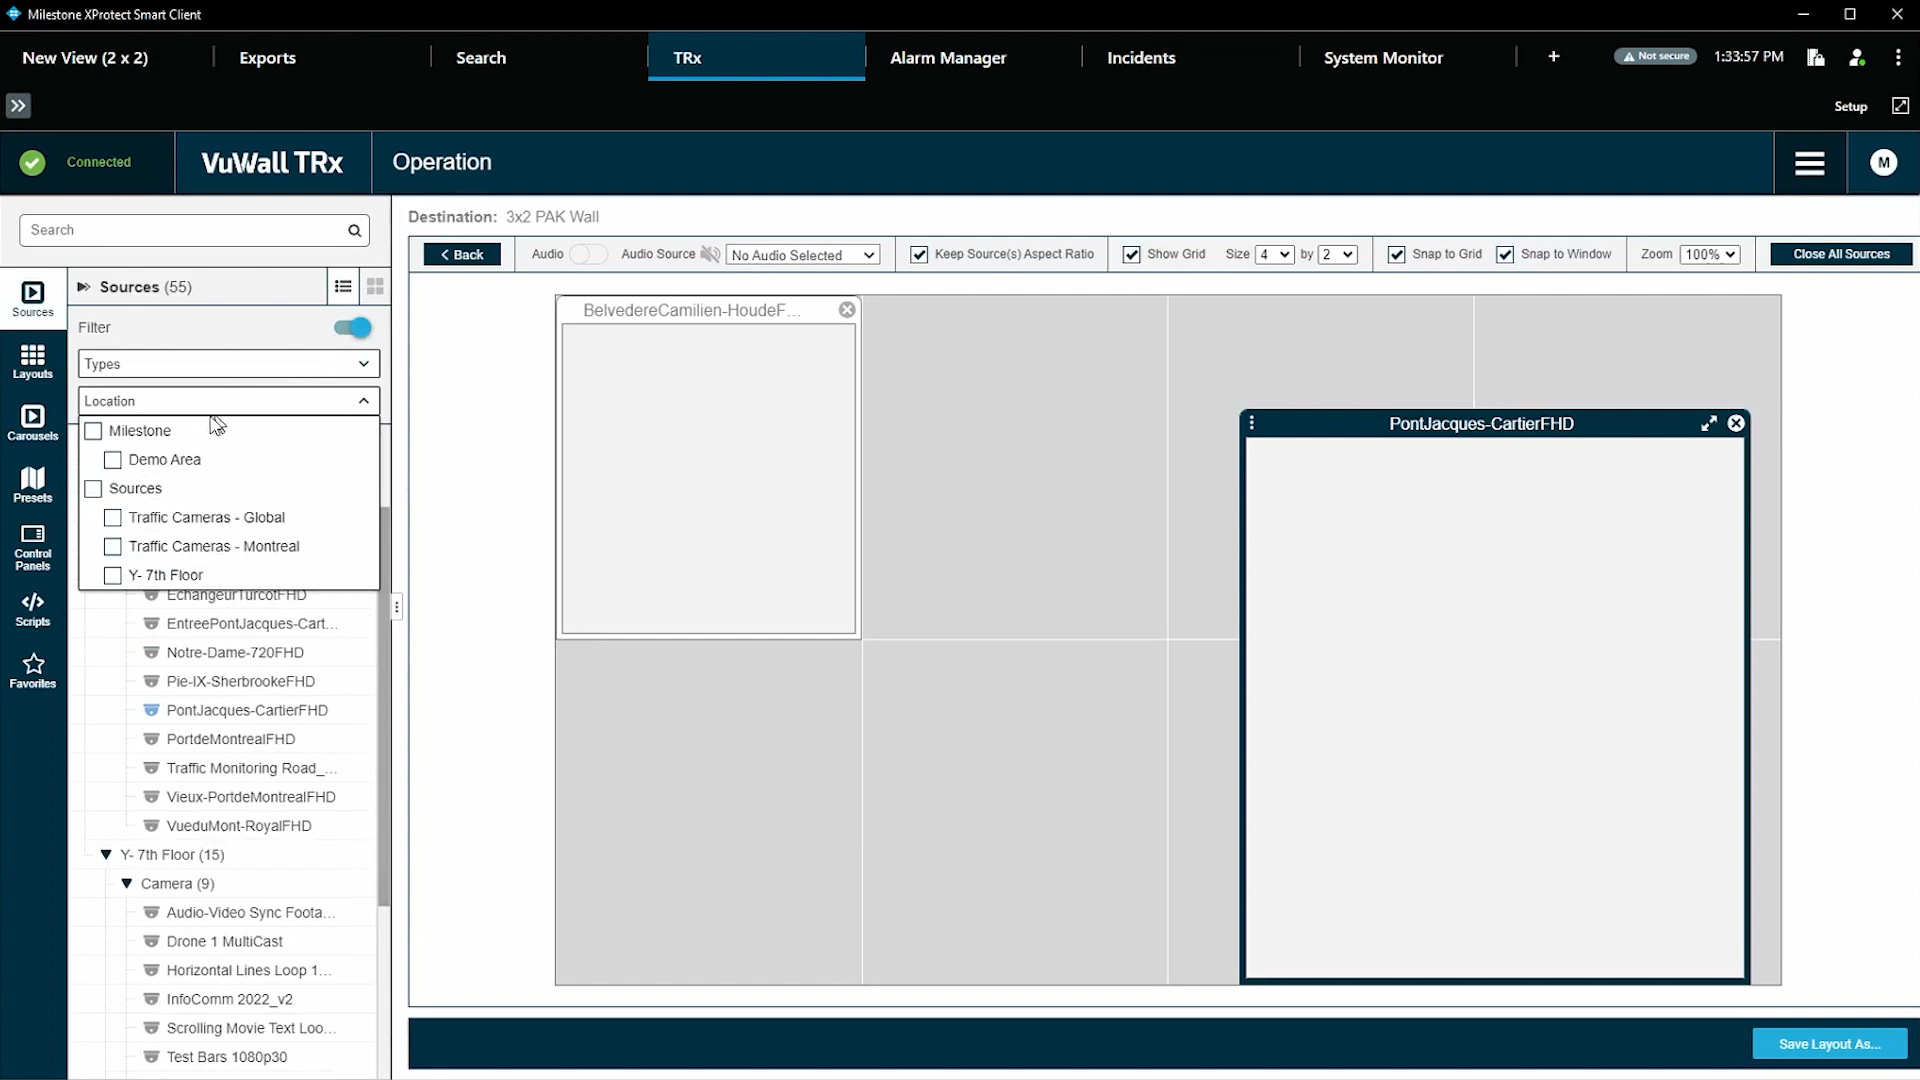 Milestone XProtect Smart Client
New View (2 x 2)
Exports
Search
TRx
Alarm Manager
Incidents
System Monitor
+
Not secure
1:33:57 PM
Setup
Connected
VuWall TRx
Operation
M
Search
Destination: 3x2 PAK Wall
Back
Audio
Audio Source
No Audio Selected
Keep Source(s) Aspect Ratio
Show Grid
Size 4 by 2
Snap to Grid
Snap to Window
Zoom 100%
Close All Sources
Sources
Layouts
Carousels
Presets
Control Panels
Scripts
Favorites
Sources (55)
Filter
Types
Location
Milestone
Demo Area
Sources
Traffic Cameras - Global
Traffic Cameras - Montreal
Y- 7th Floor
EchangeurTurcotFHD
EntreePontJacques-Cart...
Notre-Dame-720FHD
Pie-IX-SherbrookeFHD
PontJacques-CartierFHD
PortdeMontrealFHD
Traffic Monitoring Road_...
Vieux-PortdeMontrealFHD
VueduMont-RoyalFHD
Y- 7th Floor (15)
Camera (9)
Audio-Video Sync Foota...
Drone 1 MultiCast
Horizontal Lines Loop 1...
InfoComm 2022_v2
Scrolling Movie Text Loo...
Test Bars 1080p30
BelvedereCamilien-HoudeF...
PontJacques-CartierFHD
Save Layout As...